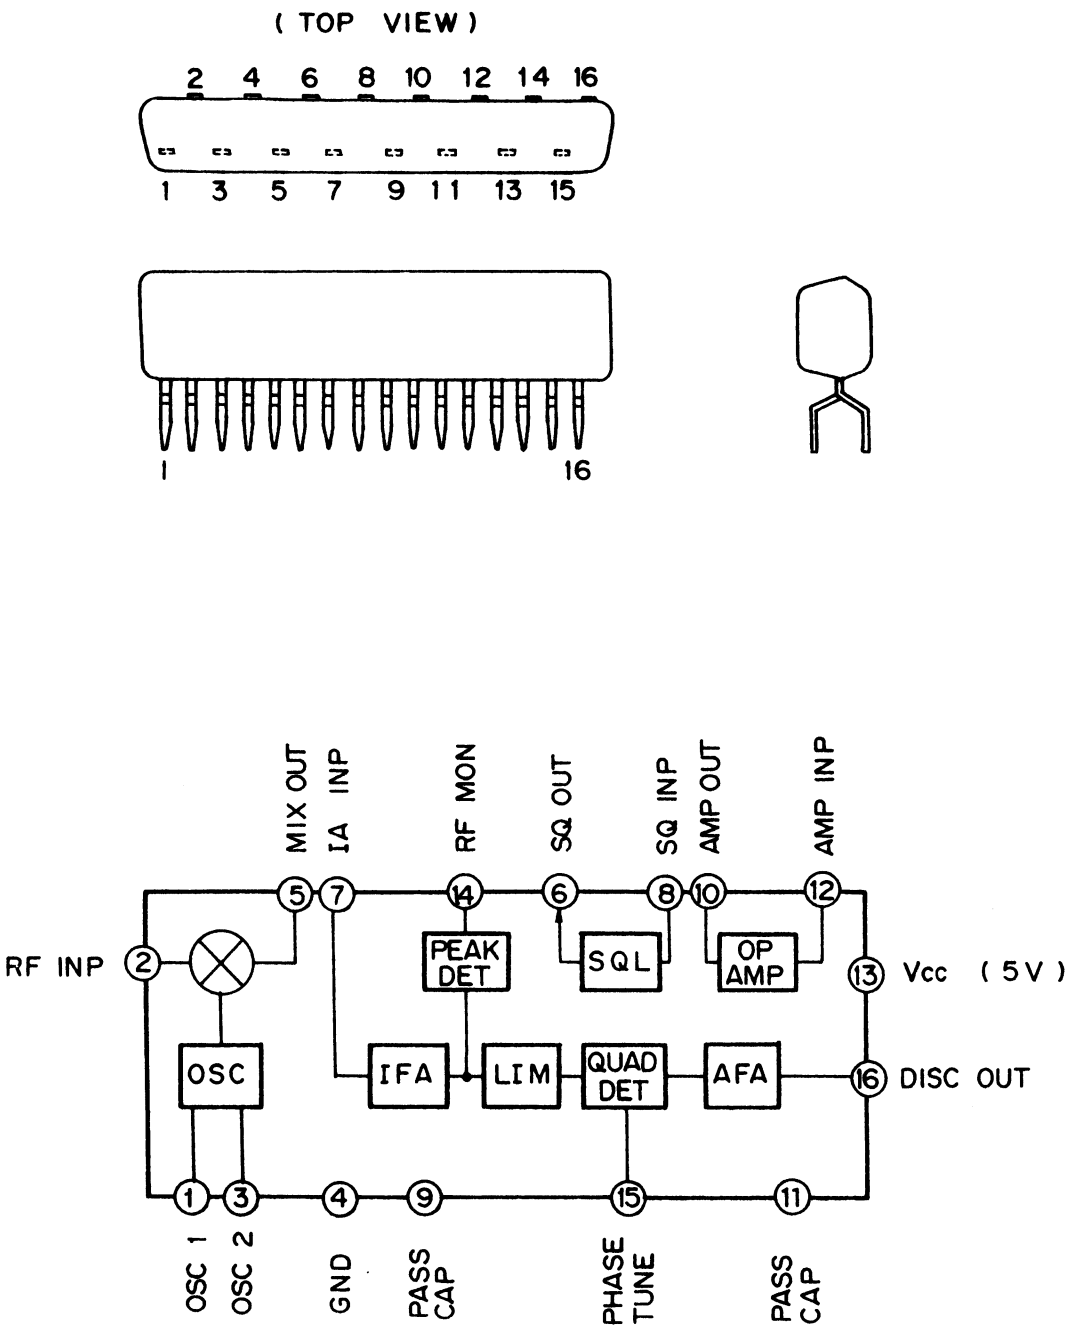 ( TOP VIEW )
2 4 6 8 10 12 14 16
1 3 5 7 9 11 13 15
1 16
MIX OUT
IA INP
RF MON
SQ OUT
SQ INP
AMP OUT
AMP INP
5 7 14 6 8 10 12
RF INP 2
PEAK
DET
SQL
OP
AMP
13 Vcc ( 5V )
OSC
IFA
LIM
QUAD
DET
AFA
16 DISC OUT
1 3 4 9 15 11
OSC 1
OSC 2
GND
PASS
CAP
PHASE
TUNE
PASS
CAP